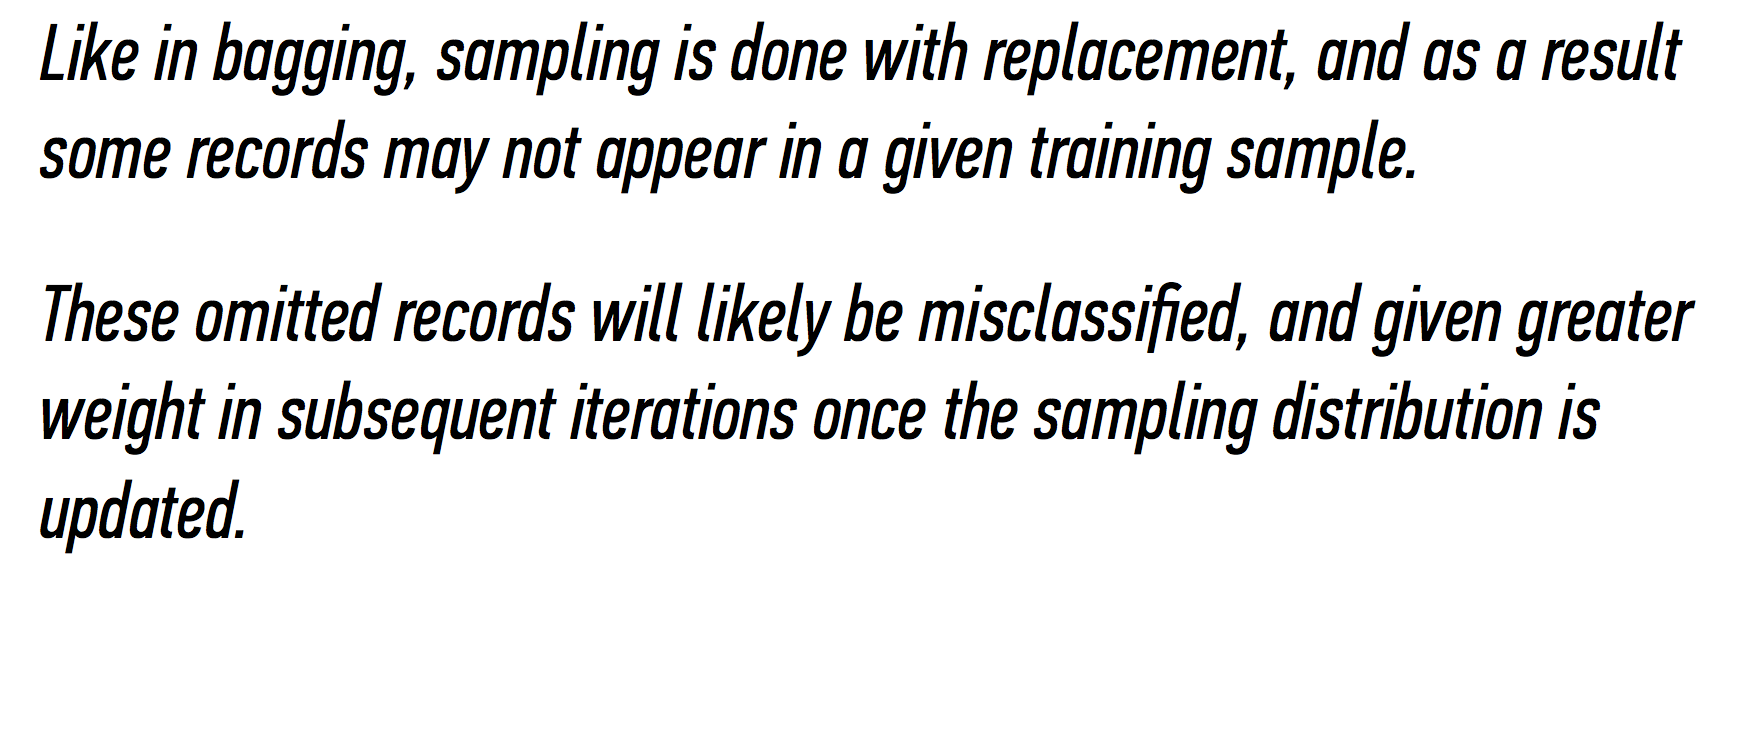 Like in bagging, sampling is done with replacement, and as a result
some records may not appear in a given training sample.
These omitted records will likely be misclassified, and given greater
weight in subsequent iterations once the sampling distribution is
updated.